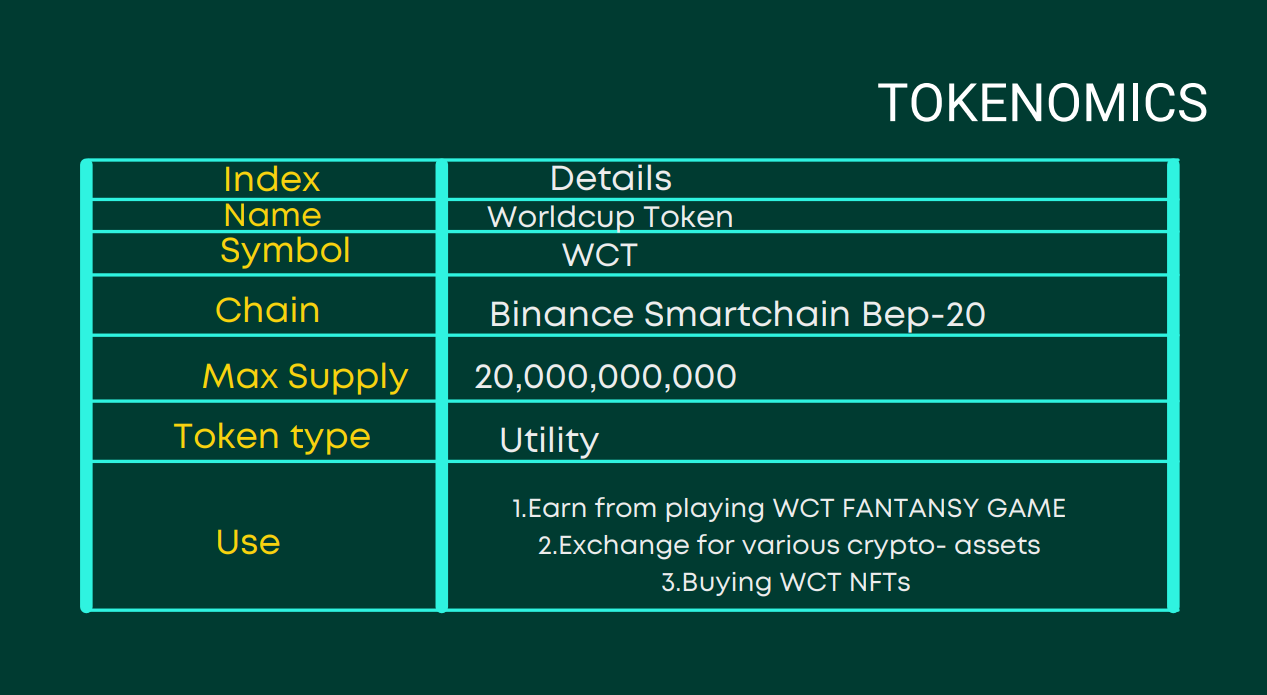 TOKENOMICS
Index Details
Name Worldcup Token
Symbol WCT
Chain Binance Smartchain Bep-20
Max Supply 20,000,000,000
Token type Utility
Use
1.Earn from playing WCT FANTANSY GAME
2.Exchange for various crypto- assets
3.Buying WCT NFTs